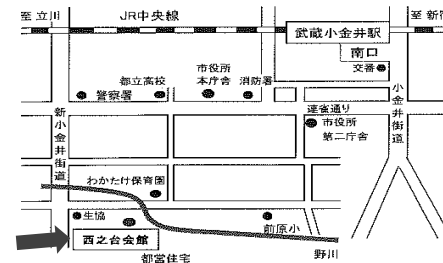 至 立川
JR中央線
至 新宿
武蔵小金井駅
南口
交番
市役所
本庁舎
消防署
都立高校
警察署
小金井街道
新小金井街道
連雀通り
市役所
第二庁舎
わかたけ保育園
生協
西之台会館
都営住宅
前原小
野川